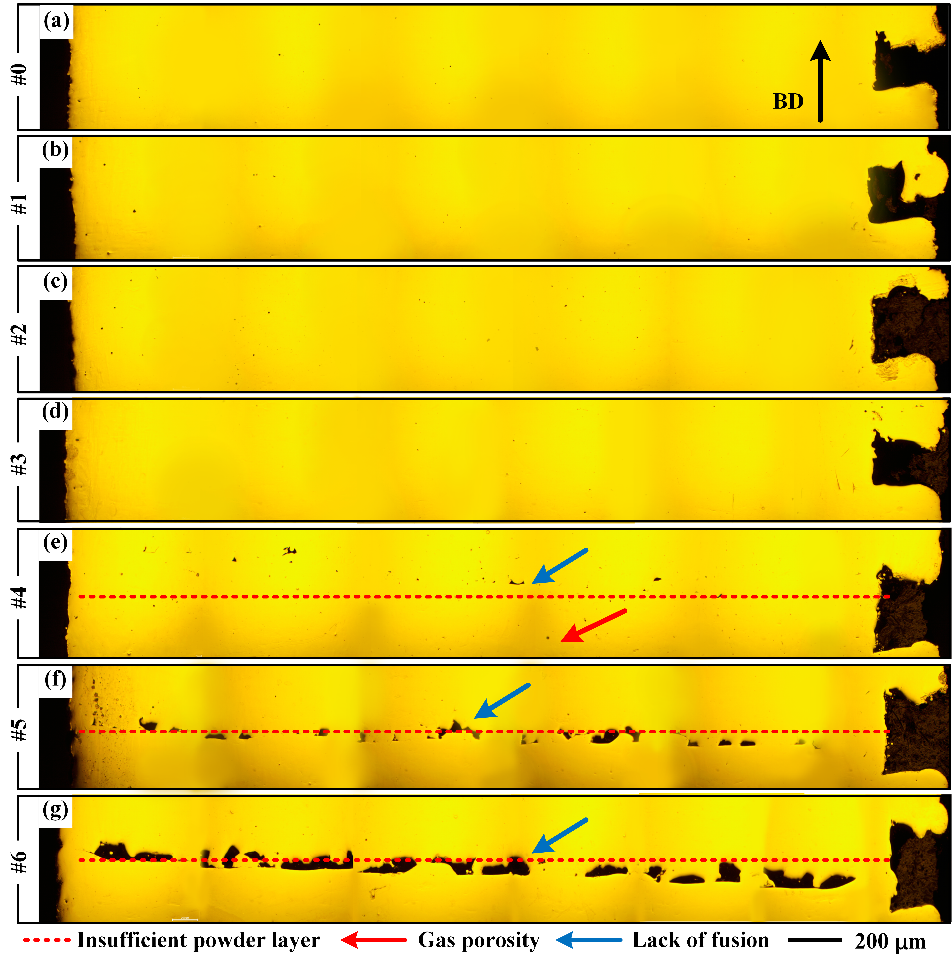 (a)
#0
BD
(b)
#1
(c)
#2
(d)
#3
(e)
#4
(f)
#5
(g)
#6
Insufficient powder layer
Gas porosity
Lack of fusion
200 μm